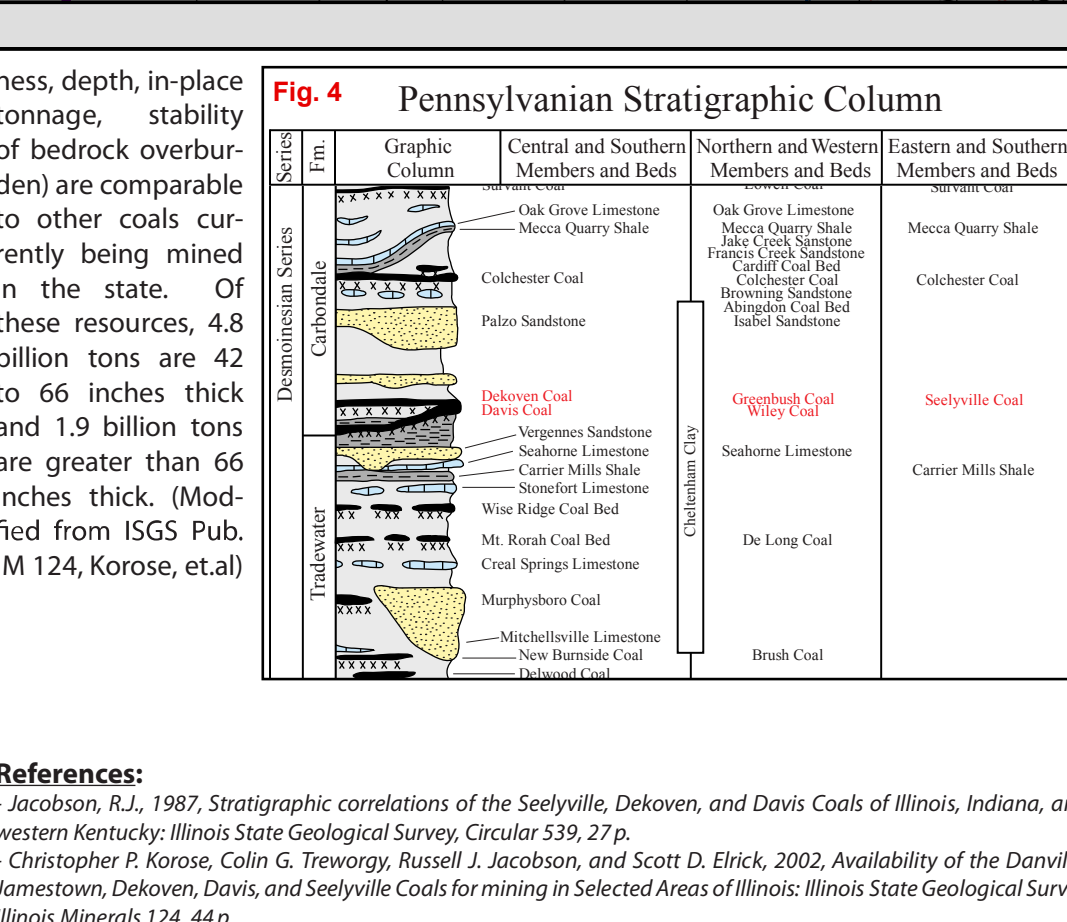 ness, depth, in-place
tonnage, stability
of bedrock overbur-
den) are comparable
to other coals cur-
rently being mined
in the state. Of
these resources, 4.8
billion tons are 42
to 66 inches thick
and 1.9 billion tons
are greater than 66
inches thick. (Mod-
ified from ISGS Pub.
IM 124, Korose, et.al)
Fig. 4
Pennsylvanian Stratigraphic Column
Series
Fm.
Graphic
Column
Central and Southern
Members and Beds
Northern and Western
Members and Beds
Eastern and Southern
Members and Beds
Desmoinesian Series
Carbondale
Tradewater
Survant Coal
Oak Grove Limestone
Mecca Quarry Shale
Colchester Coal
Palzo Sandstone
Dekoven Coal
Davis Coal
Vergennes Sandstone
Seahorne Limestone
Carrier Mills Shale
Stonefort Limestone
Wise Ridge Coal Bed
Mt. Rorah Coal Bed
Creal Springs Limestone
Murphysboro Coal
Mitchellsville Limestone
New Burnside Coal
Delwood Coal
Cheltenham Clay
Lowell Coal
Oak Grove Limestone
Mecca Quarry Shale
Jake Creek Sanstone
Francis Creek Sandstone
Cardiff Coal Bed
Colchester Coal
Browning Sandstone
Abingdon Coal Bed
Isabel Sandstone
Greenbush Coal
Wiley Coal
Seahorne Limestone
De Long Coal
Brush Coal
Survant Coal
Mecca Quarry Shale
Colchester Coal
Seelyville Coal
Carrier Mills Shale
References:
- Jacobson, R.J., 1987, Stratigraphic correlations of the Seelyville, Dekoven, and Davis Coals of Illinois, Indiana, an
western Kentucky: Illinois State Geological Survey, Circular 539, 27 p.
- Christopher P. Korose, Colin G. Treworgy, Russell J. Jacobson, and Scott D. Elrick, 2002, Availability of the Danvil
Jamestown, Dekoven, Davis, and Seelyville Coals for mining in Selected Areas of Illinois: Illinois State Geological Surv
Illinois Minerals 124, 44 p.